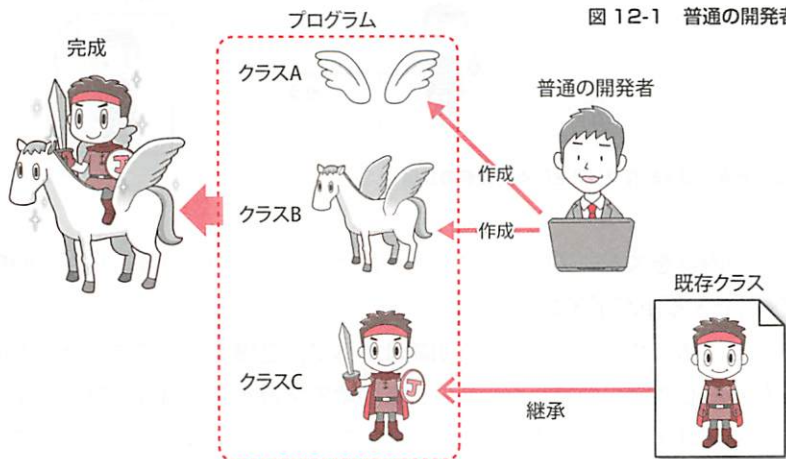 図 12-1 普通の開発者
プログラム
完成
クラスA
普通の開発者
作成
クラスB
作成
既存クラス
クラスC
J
J
継承